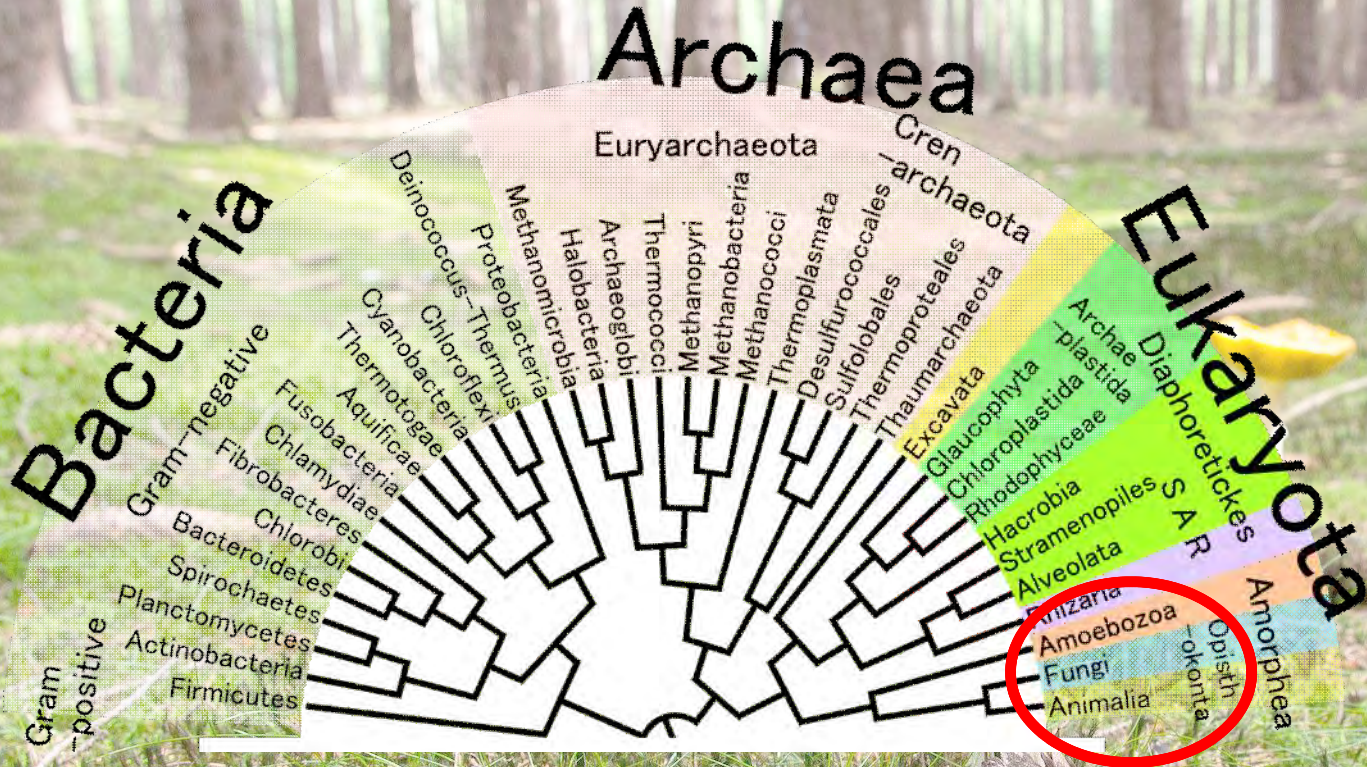 Bacteria
Archaea
Eukaryota
Gram
-positive
Gram-negative
Firmicutes
Actinobacteria
Planctomycetes
Spirochaetes
Bacteroidetes
Chlorobi
Fibrobacteres
Chlamydiae
Fusobacteria
Aquificae
Thermotogae
Cyanobacteria
Chloroflexi
Deinococcus-Thermus
Proteobacteria
Euryarchaeota
Methanomicrobia
Halobacteria
Archaeoglobi
Thermococci
Methanopyri
Methanobacteria
Methanococci
Thermoplasmata
Cren
-archaeota
Desulfurococcales
Sulfolobales
Thermoproteales
Thaumarchaeota
Excavata
Archae
-plastida
Diaphoretickes
Glaucophyta
Chloroplastida
Rhodophyceae
Hacrobia
Stramenopiles
Alveolata
Rhizaria
S A R
Amorphea
Amoebozoa
Opisth
-okonta
Fungi
Animalia